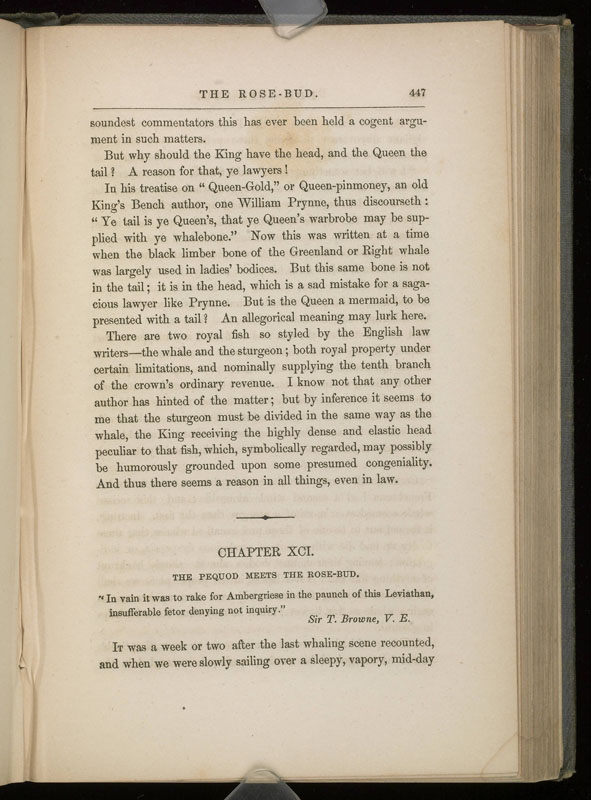 THE ROSE-BUD. 447
soundest commentators this has ever been held a cogent argu-
ment in such matters.
But why should the King have the head, and the Queen the
tail? A reason for that, ye lawyers!
In his treatise on “Queen-Gold,” or Queen-pinmoney, an old
King's Bench author, one William Prynne, thus discourseth:
“Ye tail is ye Queen's, that ye Queen's warbrobe may be sup-
plied with ye whalebone.” Now this was written at a time
when the black limber bone of the Greenland or Right whale
was largely used in ladies' bodices. But this same bone is not
in the tail; it is in the head, which is a sad mistake for a saga-
cious lawyer like Prynne. But is the Queen a mermaid, to be
presented with a tail? An allegorical meaning may lurk here.
There are two royal fish so styled by the English law
writers—the whale and the sturgeon; both royal property under
certain limitations, and nominally supplying the tenth branch
of the crown's ordinary revenue. I know not that any other
author has hinted of the matter; but by inference it seems to
me that the sturgeon must be divided in the same way as the
whale, the King receiving the highly dense and elastic head
peculiar to that fish, which, symbolically regarded, may possibly
be humorously grounded upon some presumed congeniality.
And thus there seems a reason in all things, even in law.
CHAPTER XCI.
THE PEQUOD MEETS THE ROSE-BUD.
“In vain it was to rake for Ambergriese in the paunch of this Leviathan,
insufferable fetor denying not inquiry.”
Sir T. Browne, V. E.
IT was a week or two after the last whaling scene recounted,
and when we were slowly sailing over a sleepy, vapory, mid-day